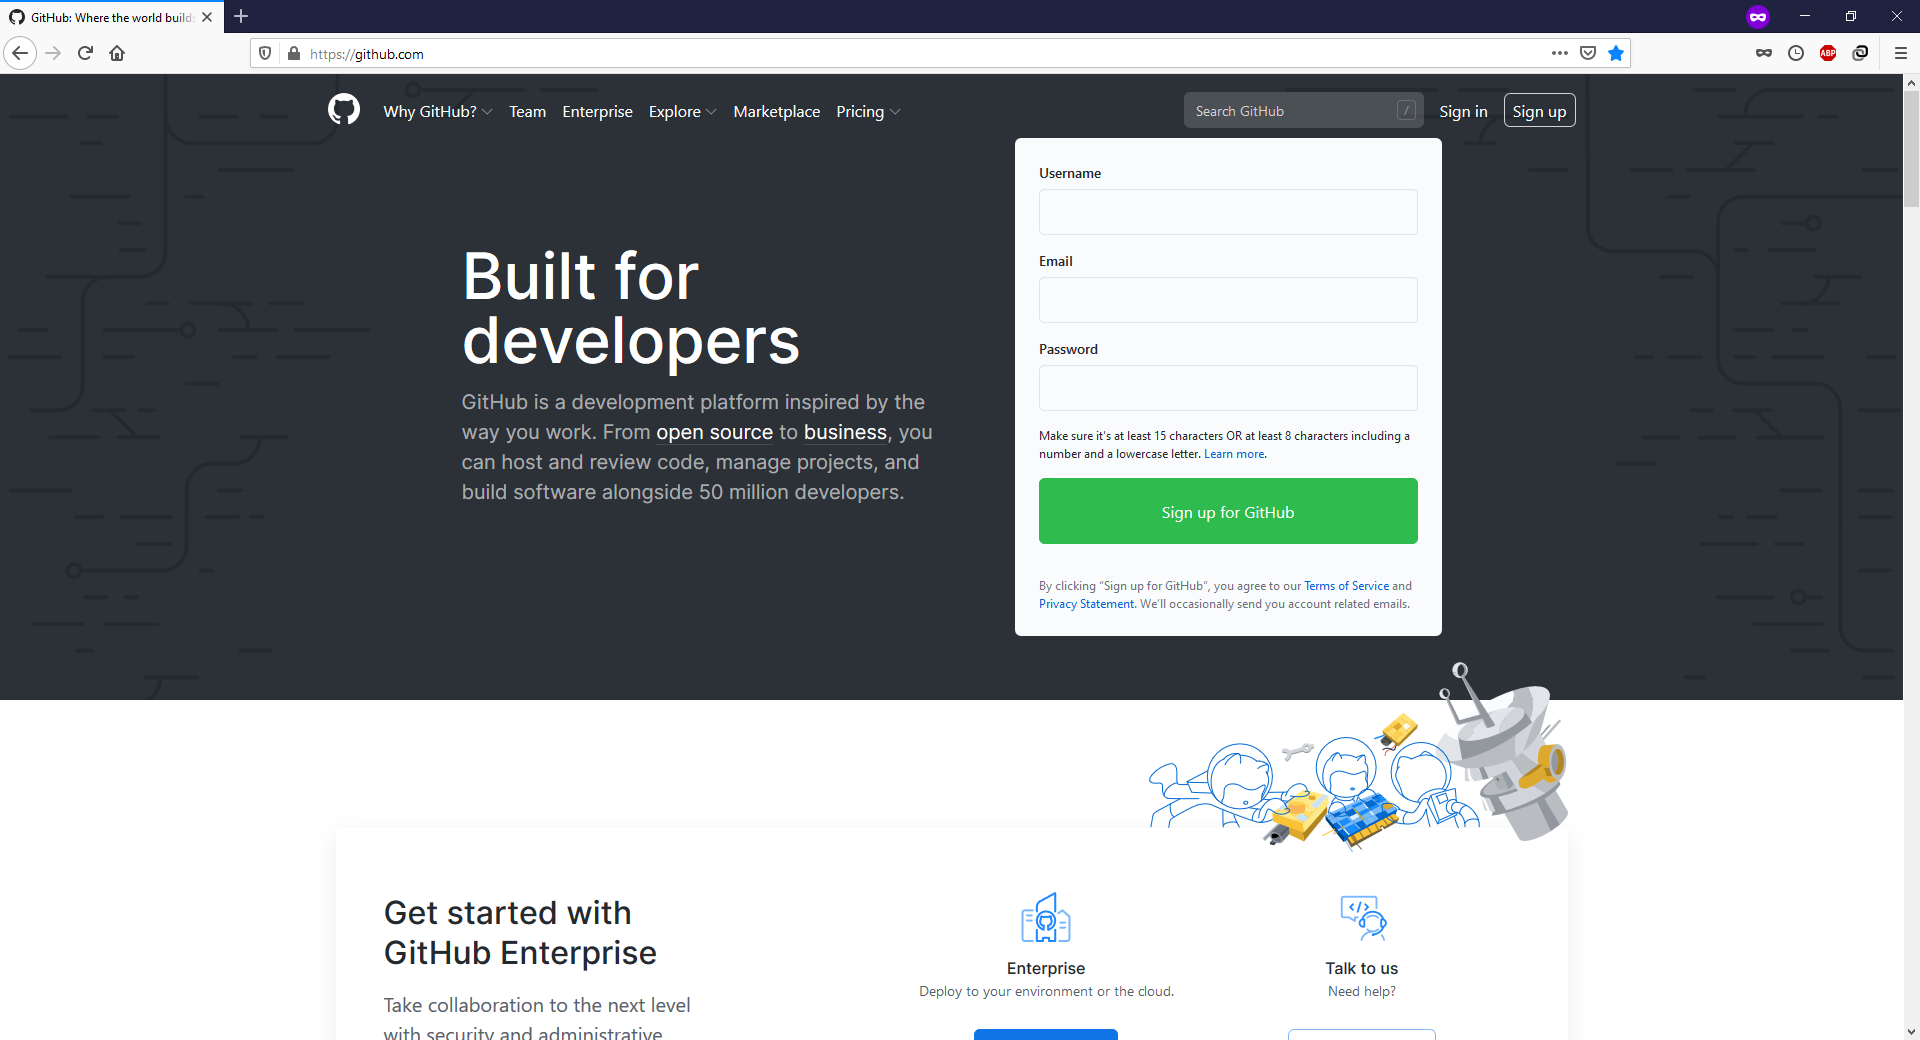 GitHub: Where the world builds
https://github.com
ABP
Why GitHub? Team Enterprise Explore Marketplace Pricing
Search GitHub /
Sign in
Sign up
Built for
developers
GitHub is a development platform inspired by the
way you work. From open source to business, you
can host and review code, manage projects, and
build software alongside 50 million developers.
Username
Email
Password
Make sure it's at least 15 characters OR at least 8 characters including a
number and a lowercase letter. Learn more.
Sign up for GitHub
By clicking “Sign up for GitHub”, you agree to our Terms of Service and
Privacy Statement. We’ll occasionally send you account related emails.
Get started with
GitHub Enterprise
Take collaboration to the next level
with security and administrative
Enterprise
Deploy to your environment or the cloud.
</>
Talk to us
Need help?